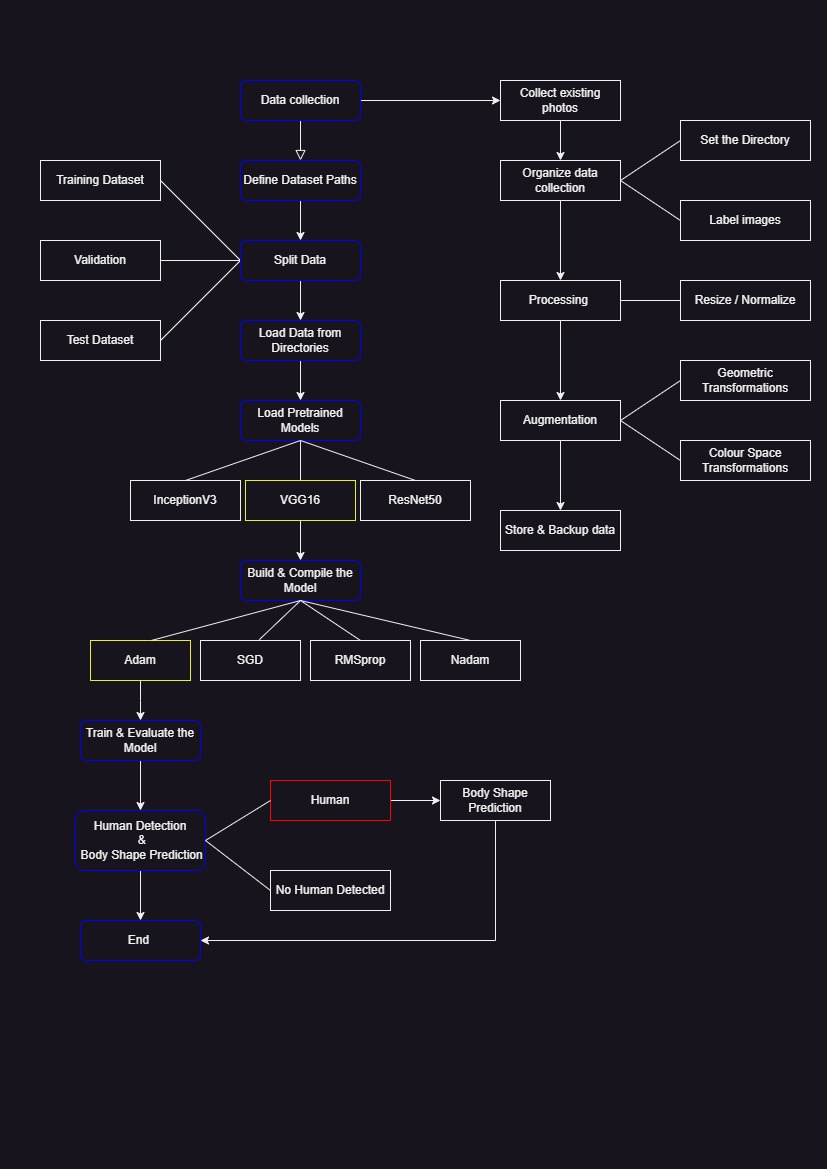 Data collection
Collect existing
photos
Set the Directory
Training Dataset
Define Dataset Paths
Organize data
collection
Label images
Validation
Split Data
Processing
Resize / Normalize
Test Dataset
Load Data from
Directories
Geometric
Transformations
Load Pretrained
Models
Augmentation
Colour Space
Transformations
InceptionV3
VGG16
ResNet50
Store & Backup data
Build & Compile the
Model
Adam
SGD
RMSprop
Nadam
Train & Evaluate the
Model
Human
Body Shape
Prediction
Human Detection
&
Body Shape Prediction
No Human Detected
End